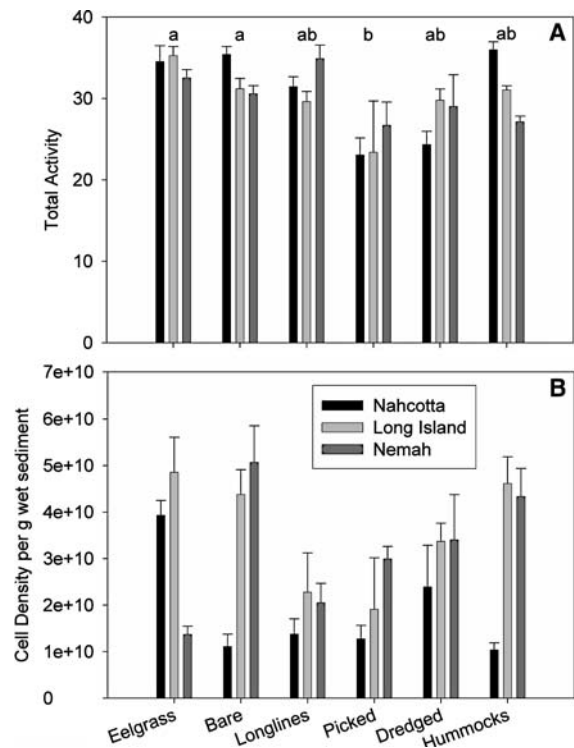 40
a
a
ab
b
ab
ab
A
30
20
10
0
Total Activity
7e+10
B
6e+10
5e+10
4e+10
3e+10
2e+10
1e+10
0
Cell Density per g wet sediment
Nahcotta
Long Island
Nemah
Eelgrass
Bare
Longlines
Picked
Dredged
Hummocks